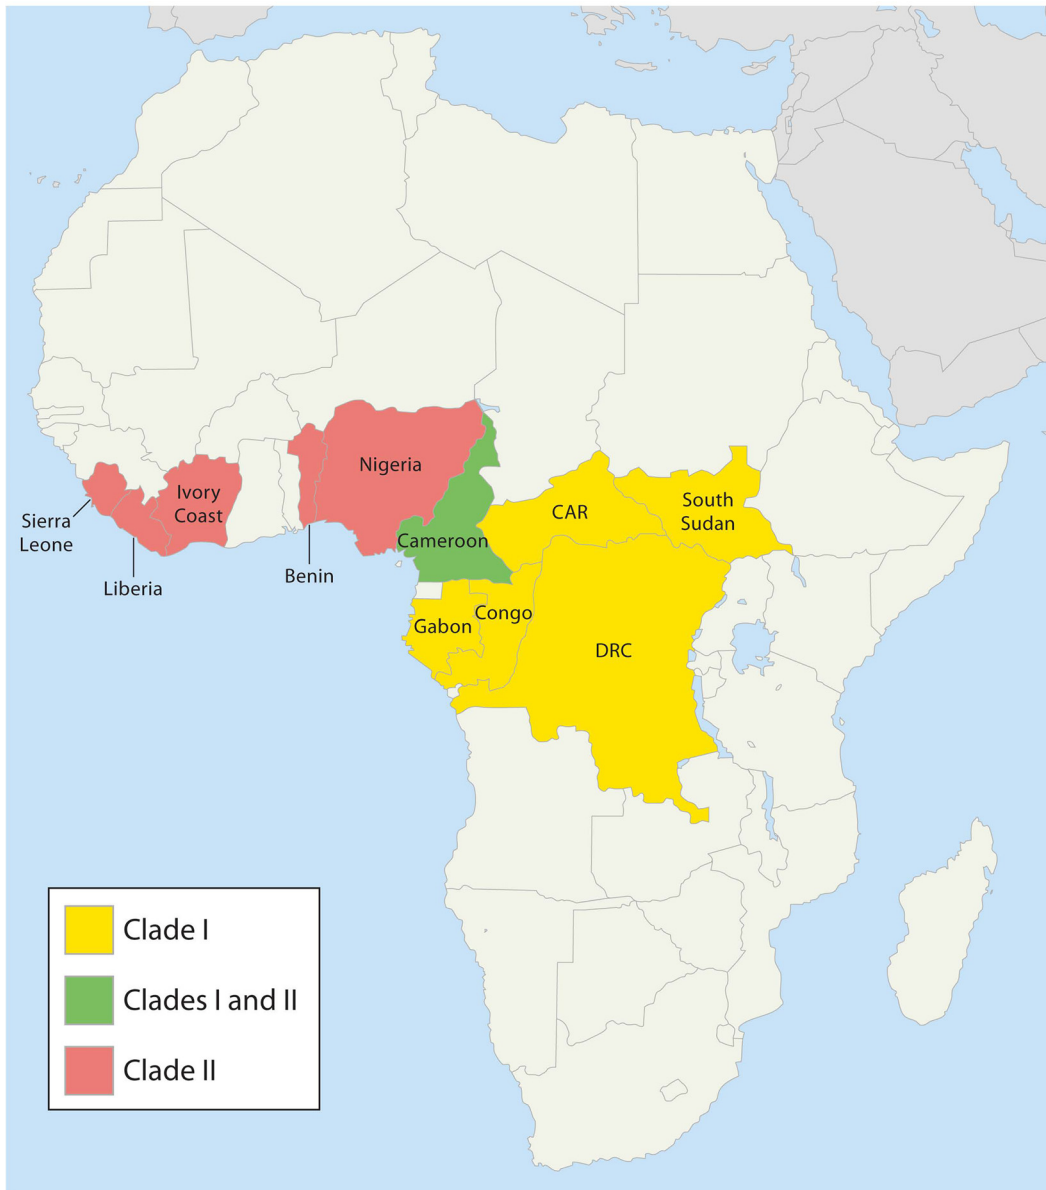 Nigeria
Ivory
Coast
South
Sudan
CAR
Sierra
Leone
Cameroon
Benin
Liberia
Congo
Gabon
DRC
Clade I
Clades I and II
Clade II